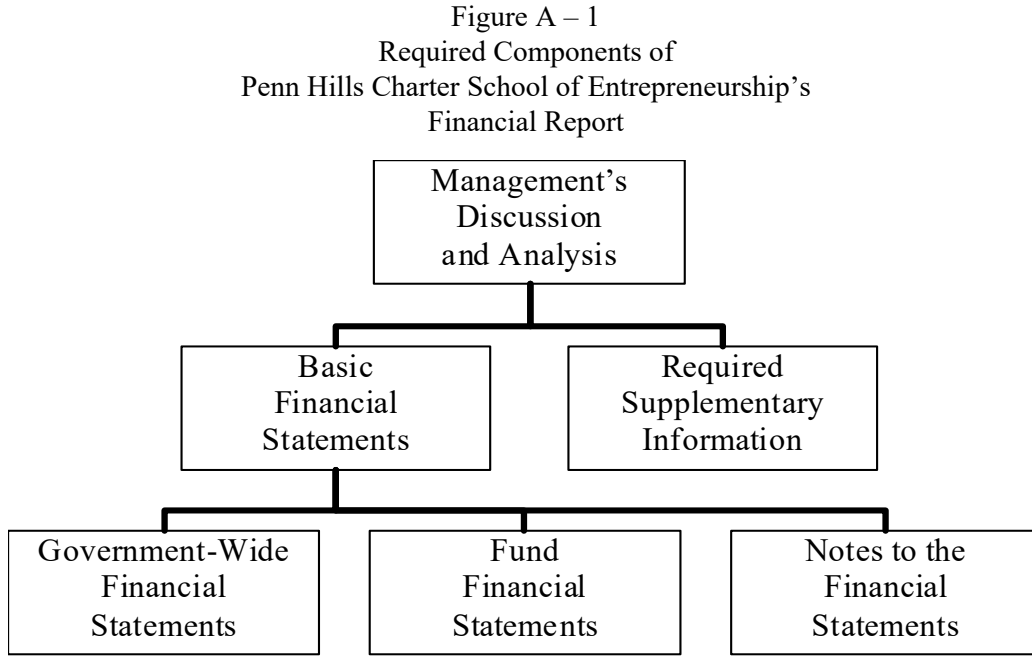 Figure A – 1
Required Components of
Penn Hills Charter School of Entrepreneurship’s
Financial Report
Management’s
Discussion
and Analysis
Basic
Financial
Statements
Required
Supplementary
Information
Government-Wide
Financial
Statements
Fund
Financial
Statements
Notes to the
Financial
Statements